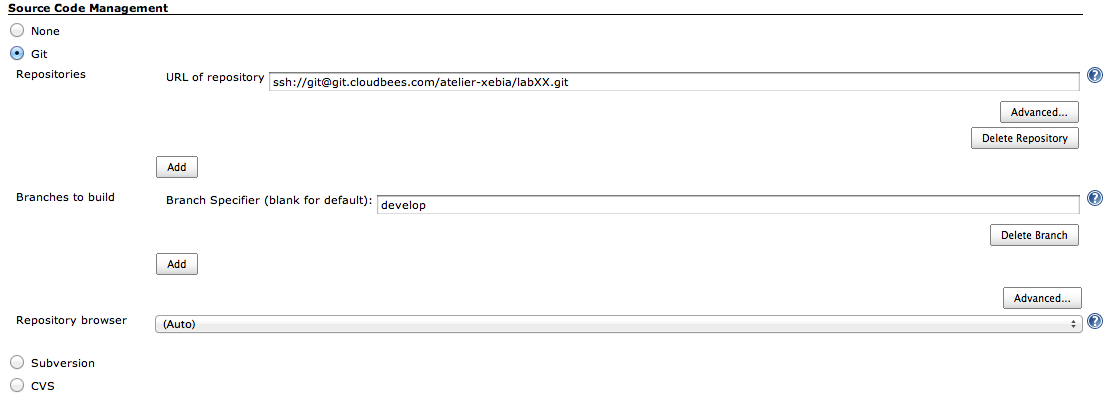 Source Code Management
None
Git
Repositories
URL of repository ssh://git@git.cloudbees.com/atelier-xebia/labXX.git
?
Advanced...
Delete Repository
Add
Branches to build
Branch Specifier (blank for default): develop
?
Delete Branch
Add
Advanced...
Repository browser
(Auto)
?
Subversion
CVS